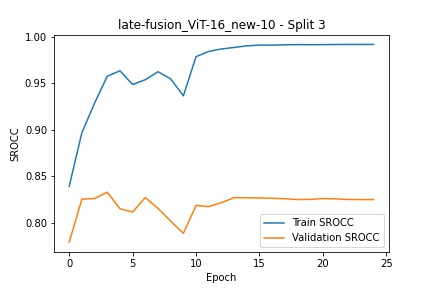 late-fusion_ViT-16_new-10 - Split 3
1.00
0.95
0.90
0.85
0.80
SROCC
Train SROCC
Validation SROCC
0 5 10 15 20 25
Epoch